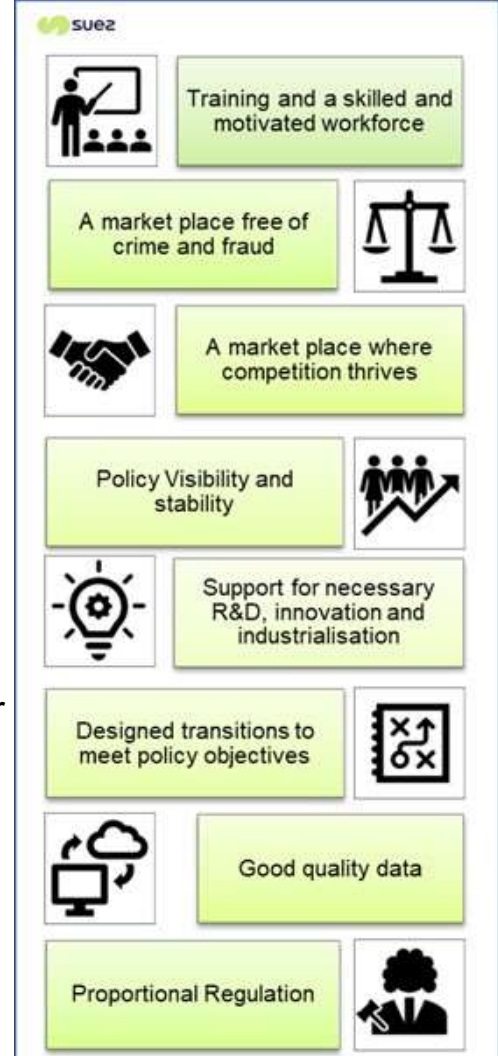 suez
Training and a skilled and
motivated workforce
A market place free of
crime and fraud
A market place where
competition thrives
Policy Visibility and
stability
Support for necessary
R&D, innovation and
industrialisation
r
Designed transitions to
meet policy objectives
Good quality data
Proportional Regulation